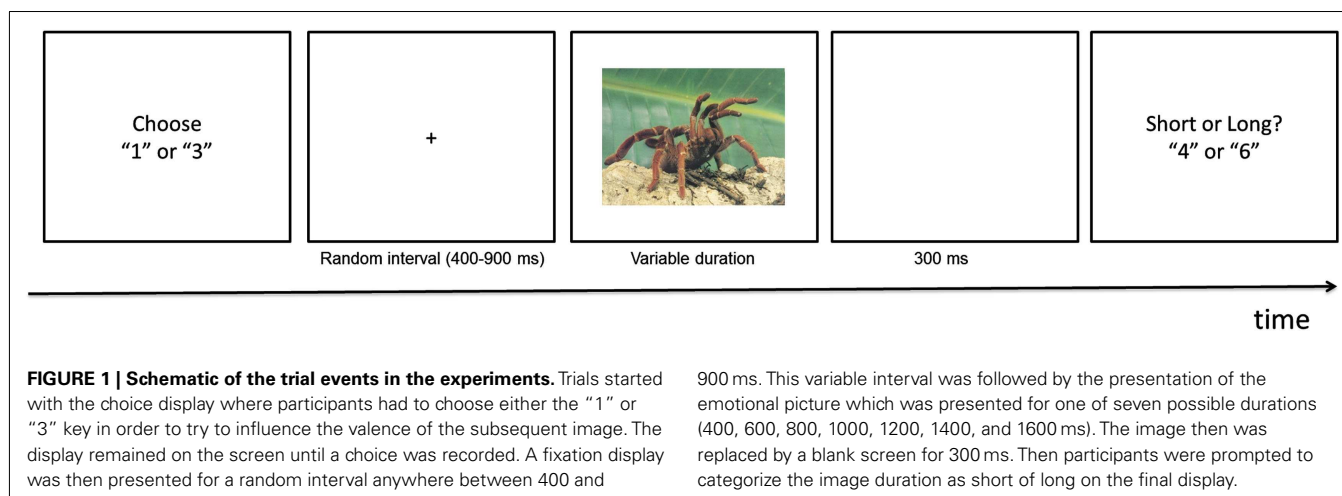 Choose
"1" or "3"
+
Short or Long?
"4" or "6"
Random interval (400-900 ms)
Variable duration
300 ms
time
FIGURE 1 | Schematic of the trial events in the experiments. Trials started
with the choice display where participants had to choose either the "1" or
"3" key in order to try to influence the valence of the subsequent image. The
display remained on the screen until a choice was recorded. A fixation display
was then presented for a random interval anywhere between 400 and
900 ms. This variable interval was followed by the presentation of the
emotional picture which was presented for one of seven possible durations
(400, 600, 800, 1000, 1200, 1400, and 1600 ms). The image then was
replaced by a blank screen for 300 ms. Then participants were prompted to
categorize the image duration as short of long on the final display.